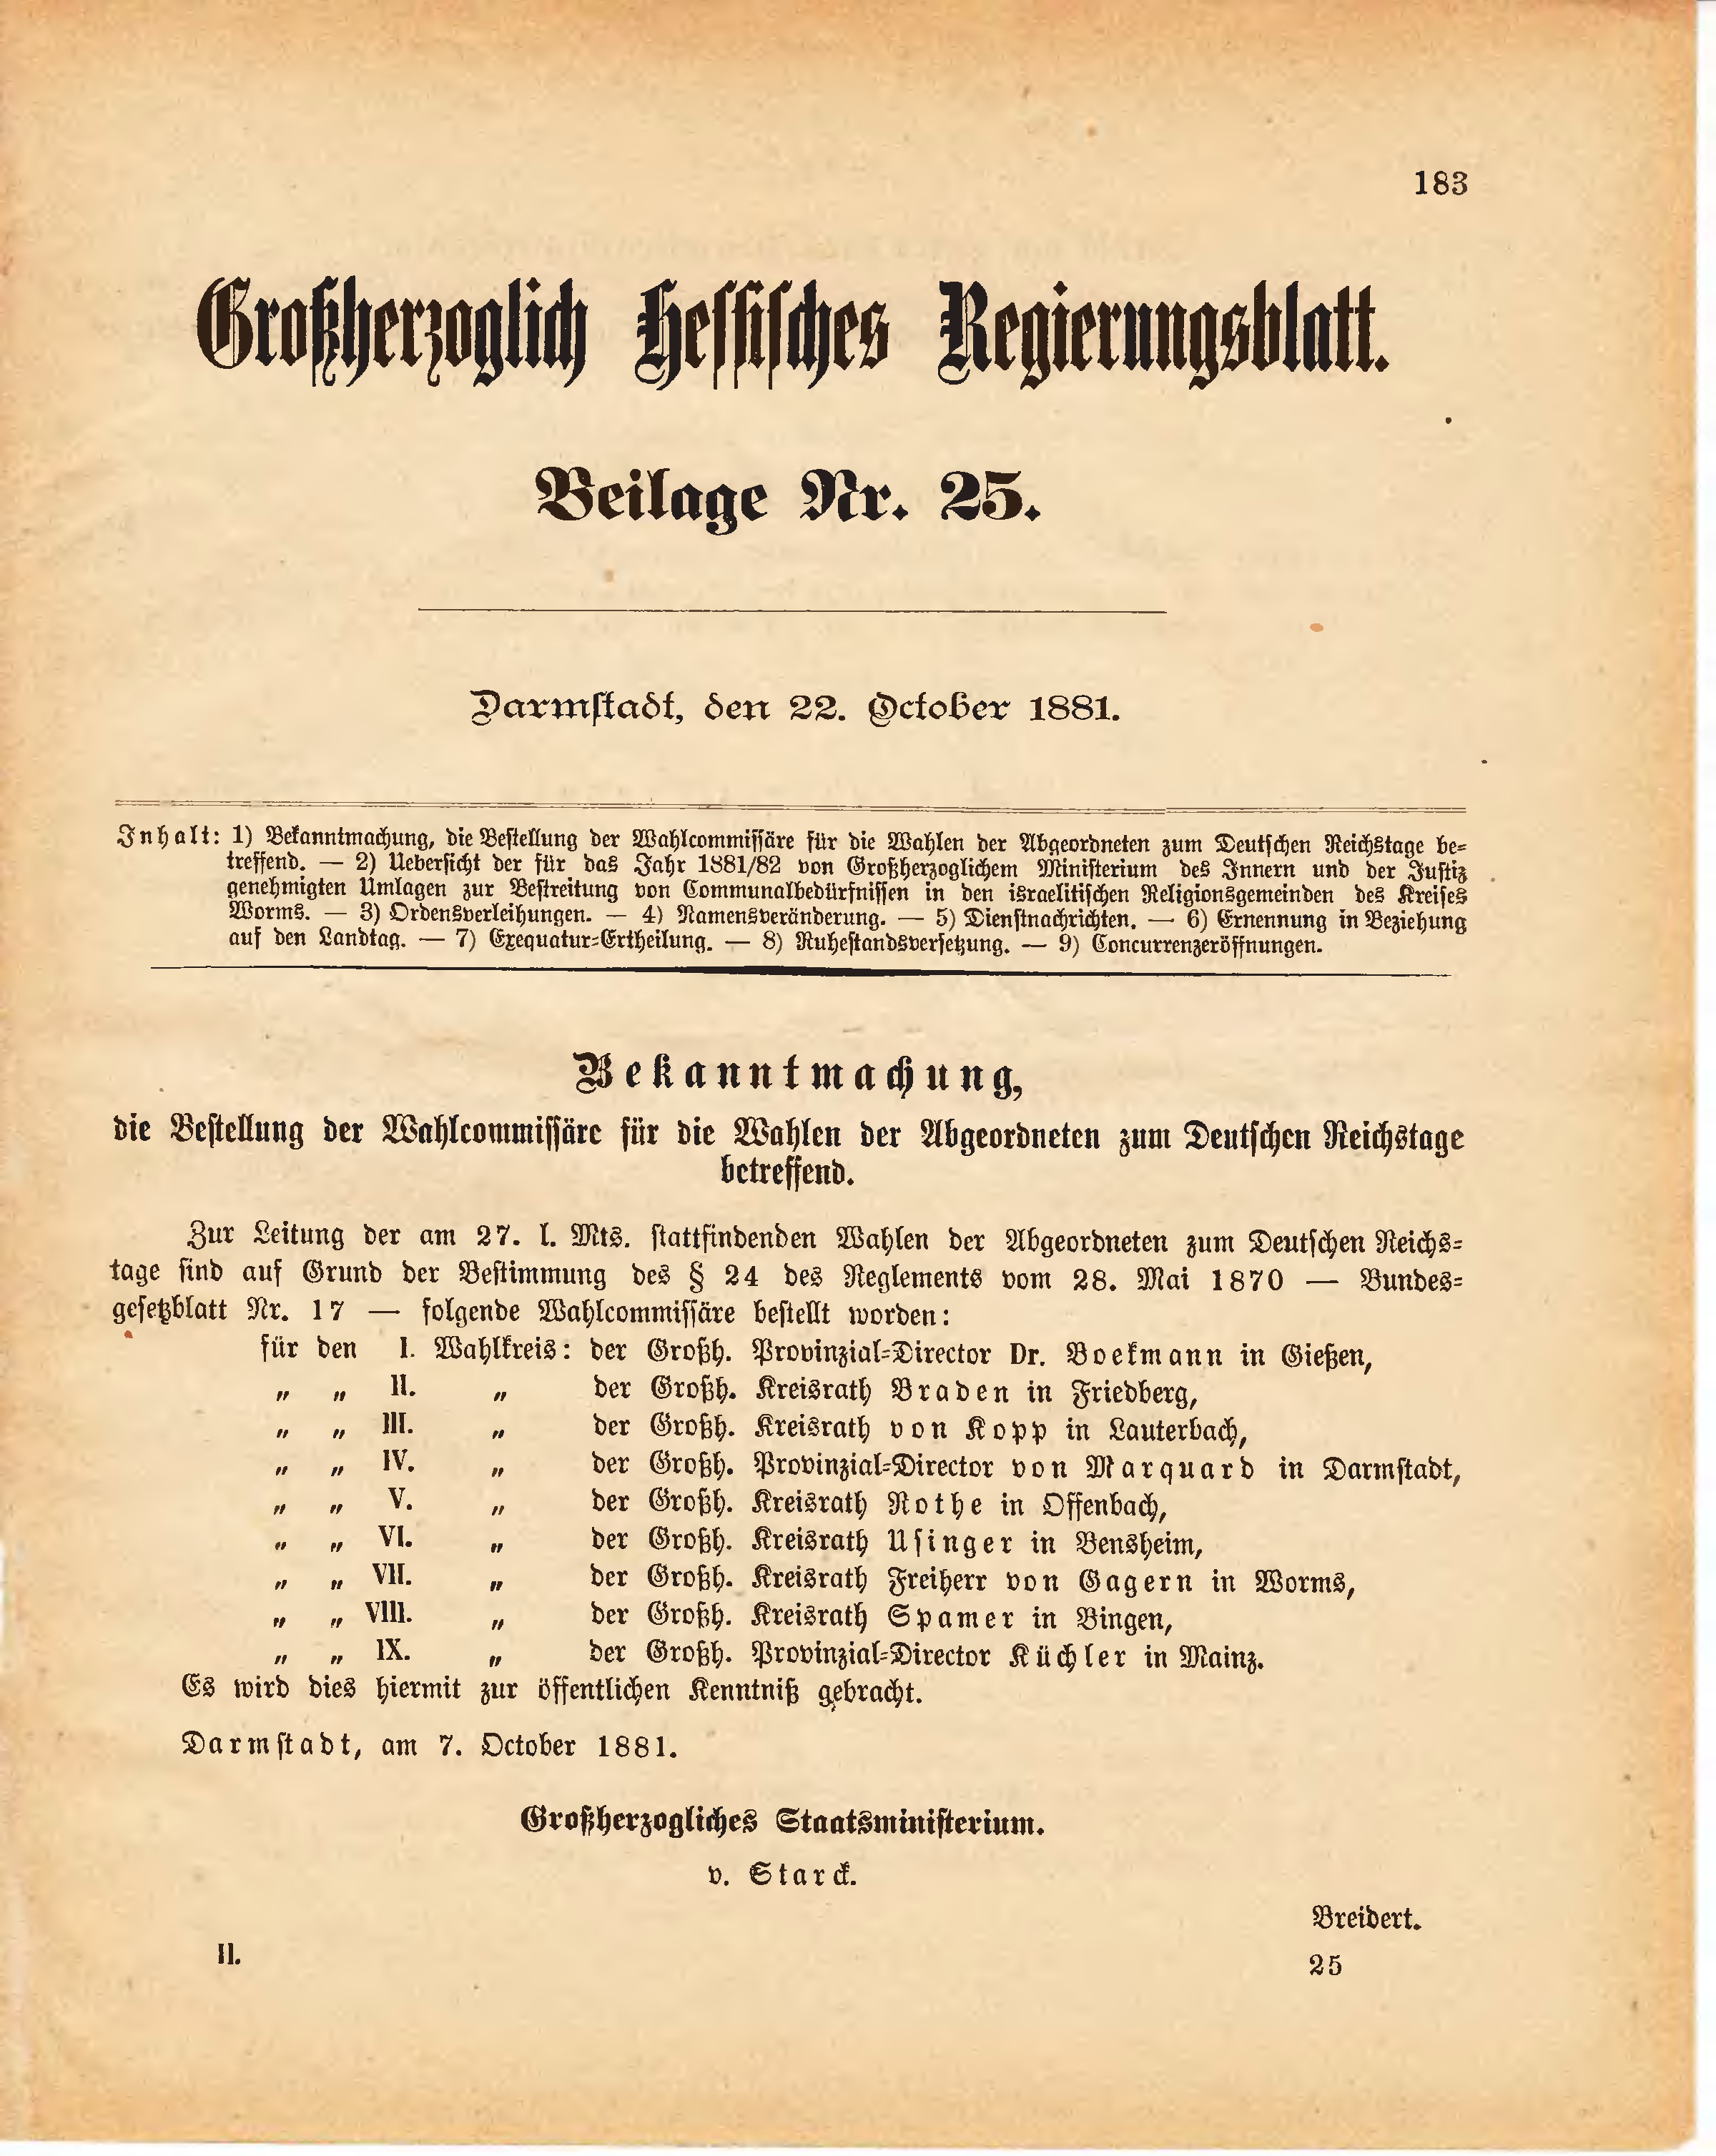 183
Großherzoglich Hessisches Regierungsblatt.
Beilage Nr. 25.
Darmstadt, den 22. October 1881.
Inhalt: 1) Bekanntmachung, die Bestellung der Wahlcommissäre für die Wahlen der Abgeordneten zum Deutschen Reichstage be-
treffend. — 2) Uebersicht der für das Jahr 1881/82 von Großherzoglichem Ministerium des Innern und der Justiz
genehmigten Umlagen zur Bestreitung von Communalbedürfnissen in den israelitischen Religionsgemeinden des Kreises
Worms. — 3) Ordensverleihungen. — 4) Namensveränderung. — 5) Dienstnachrichten. — 6) Ernennung in Beziehung
auf den Landtag. — 7) Exequatur-Ertheilung. — 8) Ruhestandsversetzung. — 9) Concurrenzeröffnungen.
Bekanntmachung,
die Bestellung der Wahlcommissäre für die Wahlen der Abgeordneten zum Deutschen Reichstage
betreffend.
Zur Leitung der am 27. l. Mts. stattfindenden Wahlen der Abgeordneten zum Deutschen Reichs-
tage sind auf Grund der Bestimmung des § 24 des Reglements vom 28. Mai 1870 — Bundes-
gesetzblatt Nr. 17 — folgende Wahlcommissäre bestellt worden:
für den I. Wahlkreis: der Großh. Provinzial-Director Dr. Boekmann in Gießen,
„ „ II. „ der Großh. Kreisrath Braden in Friedberg,
„ „ III. „ der Großh. Kreisrath von Kopp in Lauterbach,
„ „ IV. „ der Großh. Provinzial-Director von Marquard in Darmstadt,
„ „ V. „ der Großh. Kreisrath Rothe in Offenbach,
„ „ VI. „ der Großh. Kreisrath Usinger in Bensheim,
„ „ VII. „ der Großh. Kreisrath Freiherr von Gagern in Worms,
„ „ VIII. „ der Großh. Kreisrath Spamer in Bingen,
„ „ IX. „ der Großh. Provinzial-Director Küchler in Mainz.
Es wird dies hiermit zur öffentlichen Kenntniß gebracht.
Darmstadt, am 7. October 1881.
Großherzogliches Staatsministerium.
v. Starck.
Breidert.
II.
25